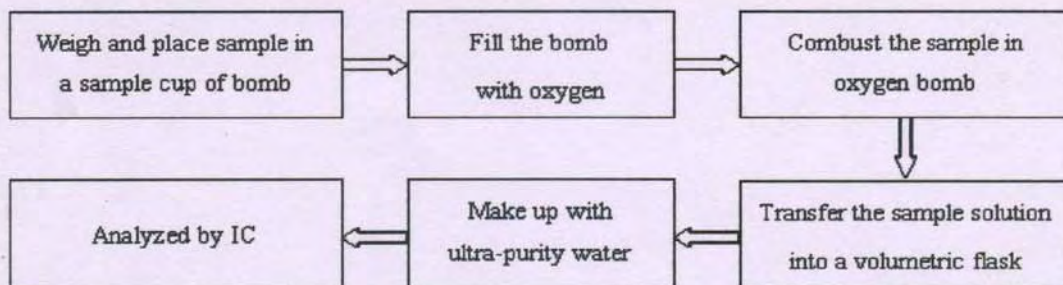 Weigh and place sample in
a sample cup of bomb
Fill the bomb
with oxygen
Combust the sample in
oxygen bomb
Transfer the sample solution
into a volumetric flask
Make up with
ultra-purity water
Analyzed by IC